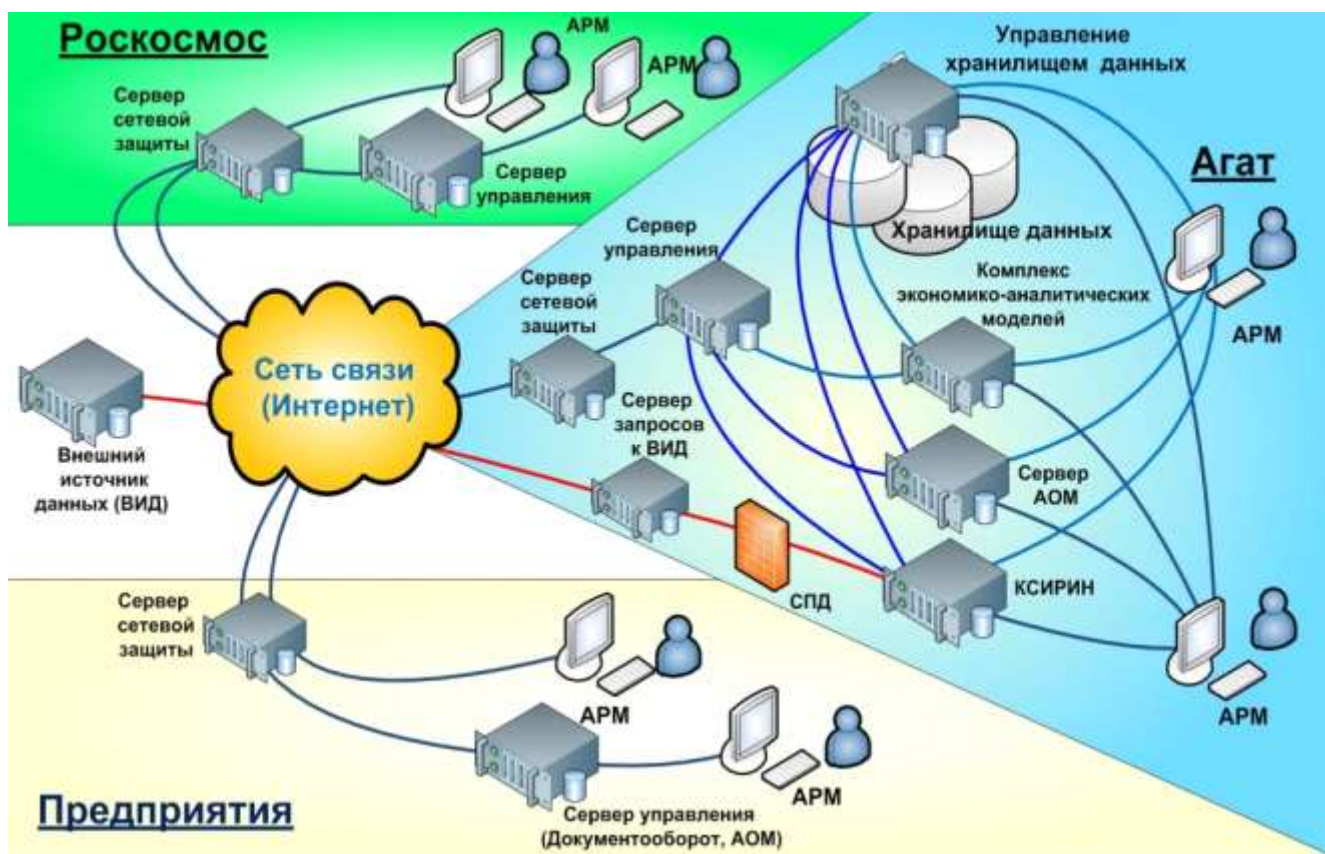 Роскосмос
АРМ
АРМ
Сервер
сетевой
защиты
Сервер
управления
Управление
хранилищем данных
Агат
Хранилище данных
Сервер
управления
Сервер
сетевой
защиты
Комплекс
экономико-аналитических
моделей
АРМ
Сеть связи
(Интернет)
Сервер
запросов
к ВИД
Внешний
источник
данных (ВИД)
Сервер
АОМ
СПД
КСИРИН
АРМ
Сервер
сетевой
защиты
АРМ
АРМ
Предприятия
Сервер управления
(Документооборот, АОМ)